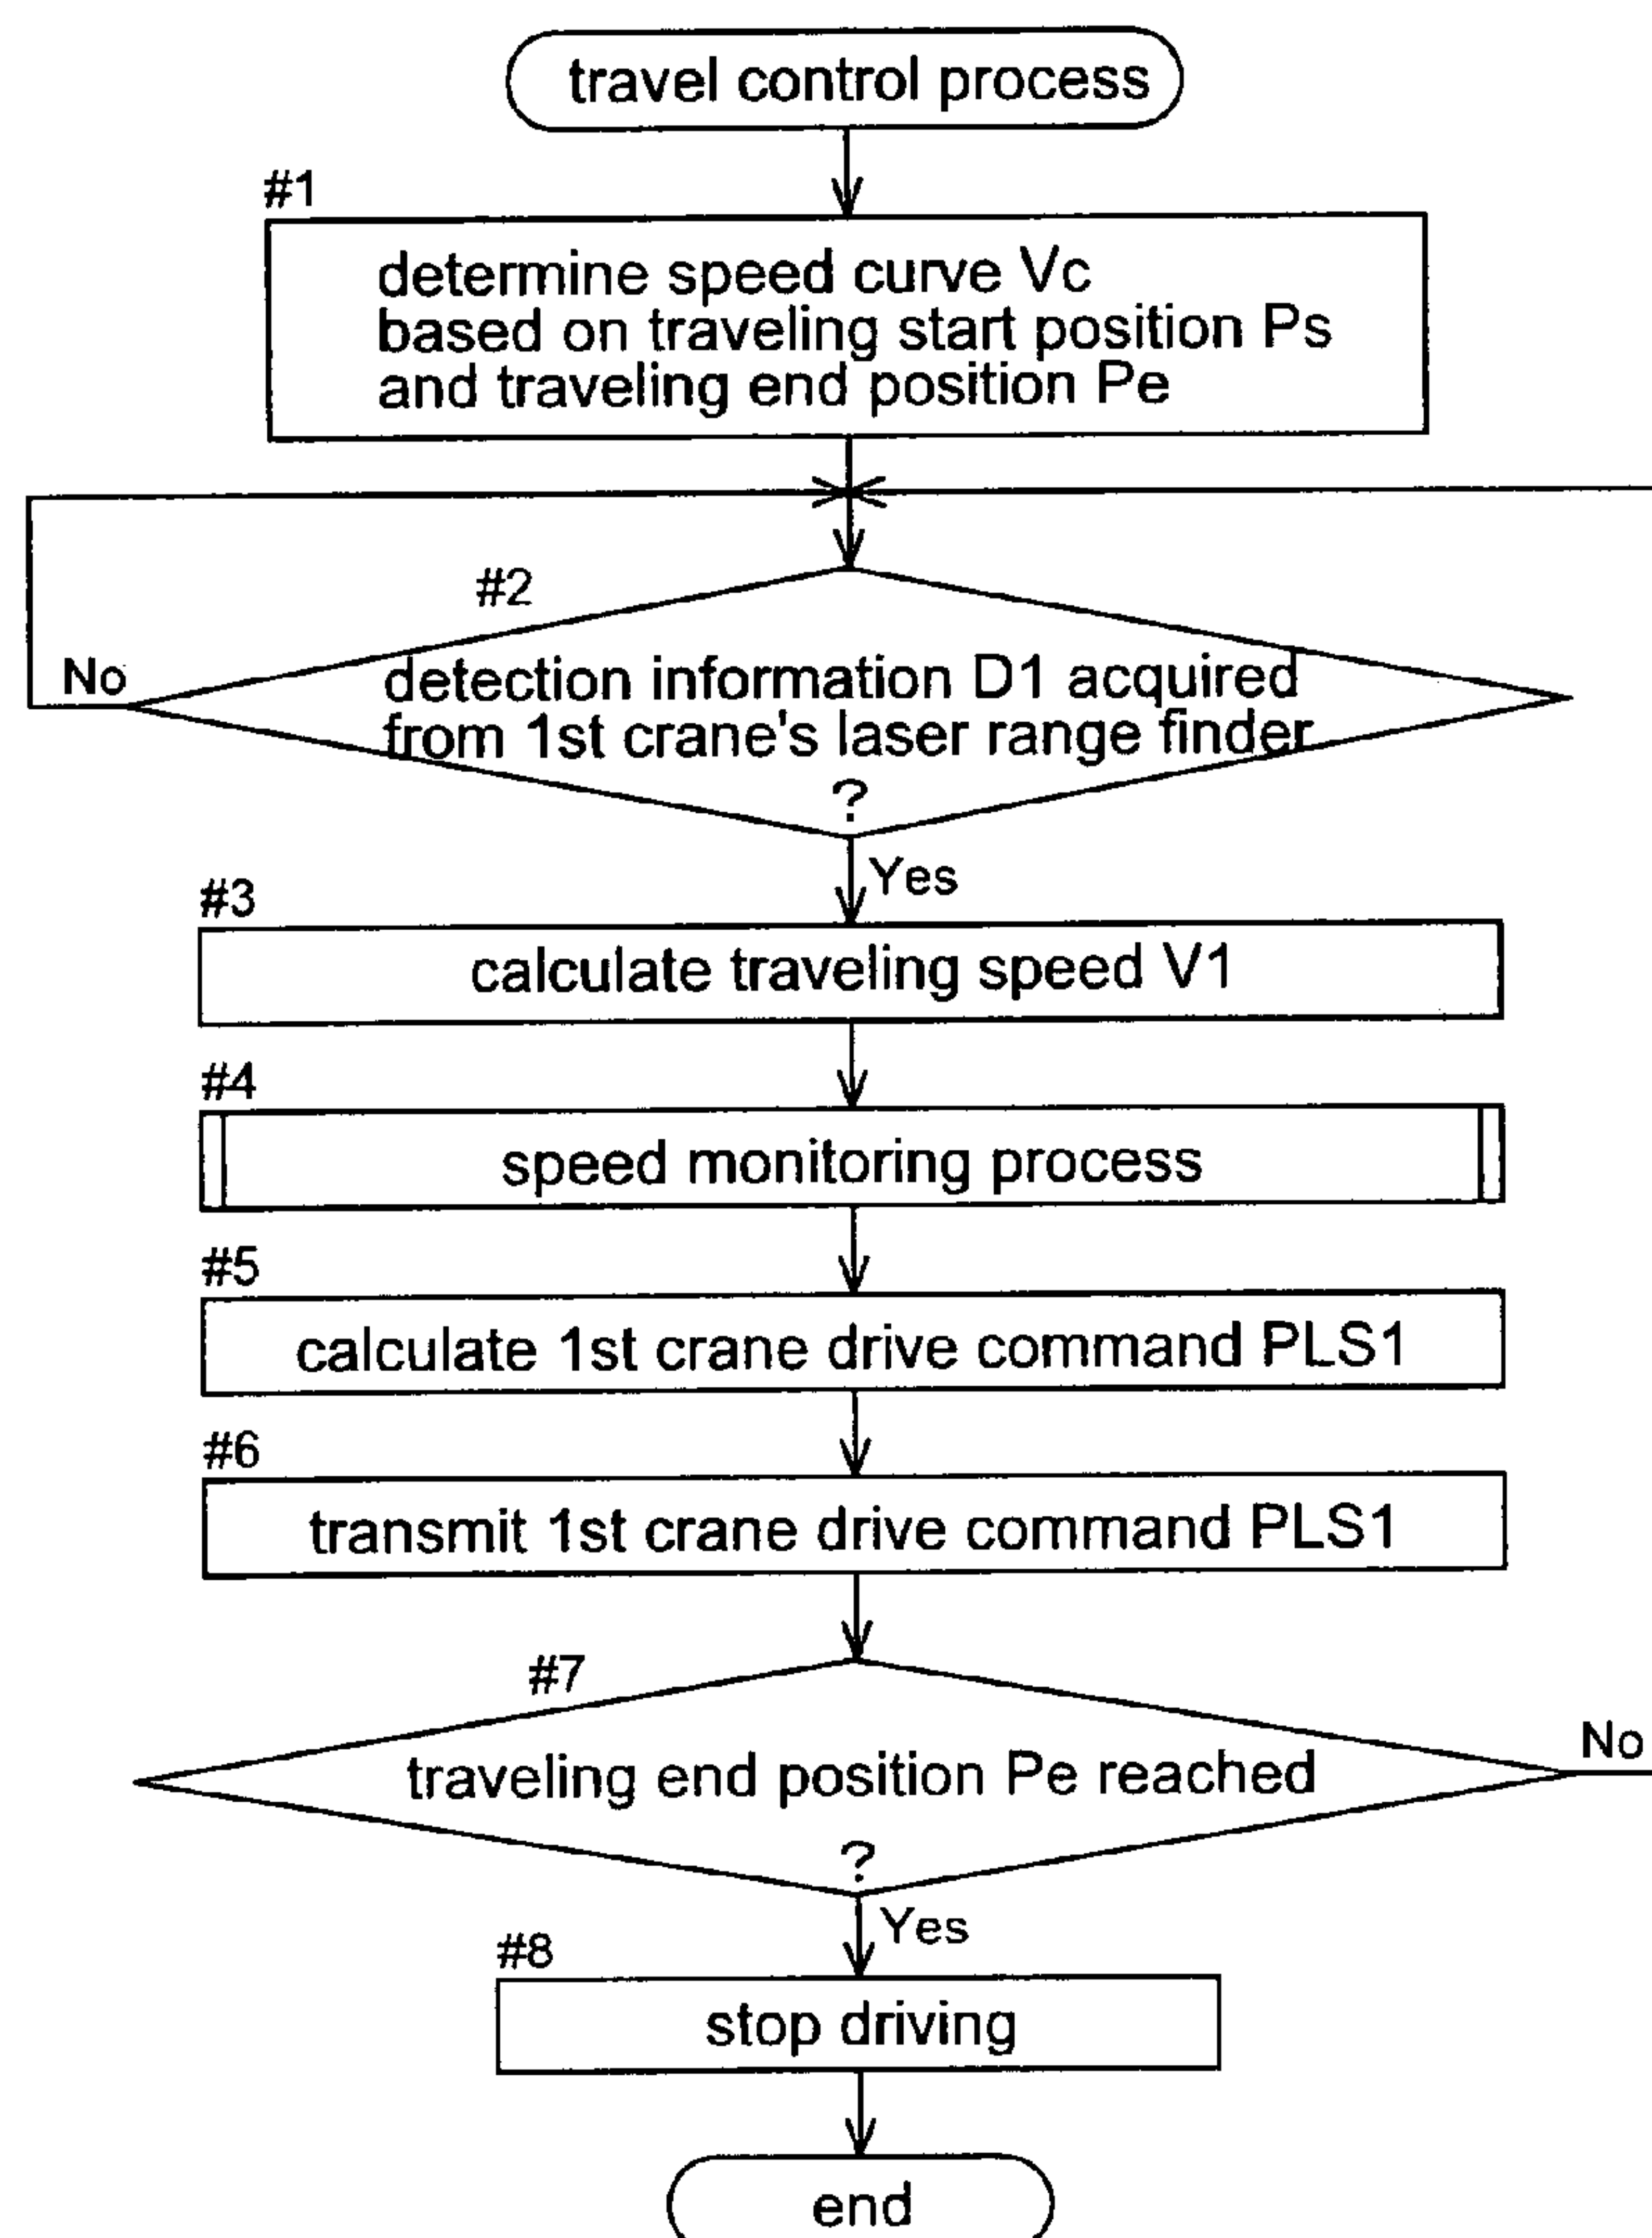 travel control process
#1
determine speed curve Vc
based on traveling start position Ps
and traveling end position Pe
#2
No
detection information D1 acquired
from 1st crane's laser range finder
?
Yes
#3
calculate traveling speed V1
#4
speed monitoring process
#5
calculate 1st crane drive command PLS1
#6
transmit 1st crane drive command PLS1
#7
No
traveling end position Pe reached
?
Yes
#8
stop driving
end